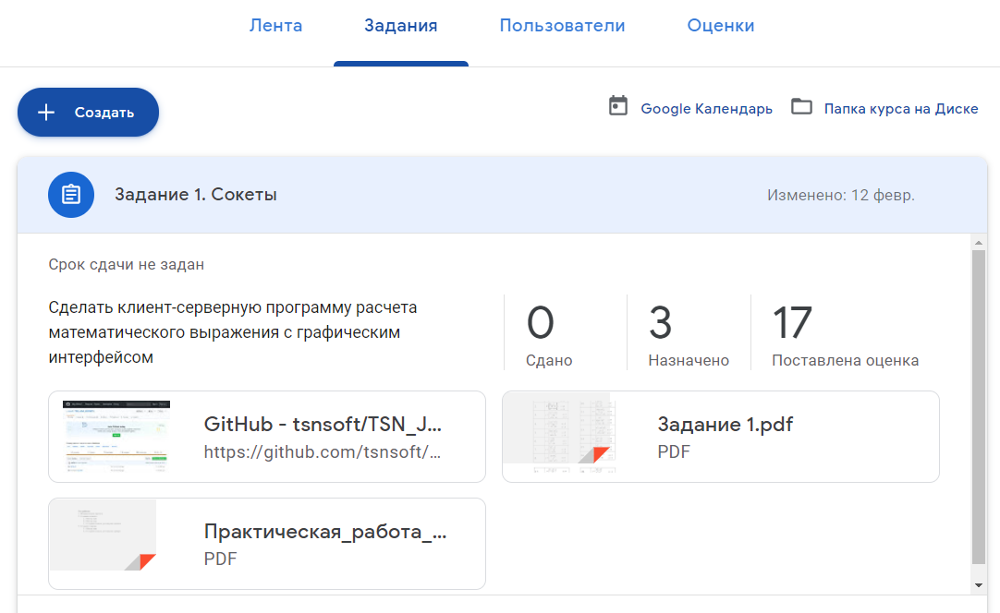 Лента Задания Пользователи Оценки
Создать
Google Календарь Папка курса на Диске
Задание 1. Сокеты
Изменено: 12 февр.
Срок сдачи не задан
Сделать клиент-серверную программу расчета
математического выражения с графическим
интерфейсом
0
Сдано
3
Назначено
17
Поставлена оценка
GitHub - tsnsoft/TSN_J...
https://github.com/tsnsoft/...
Задание 1.pdf
PDF
Практическая_работа_...
PDF